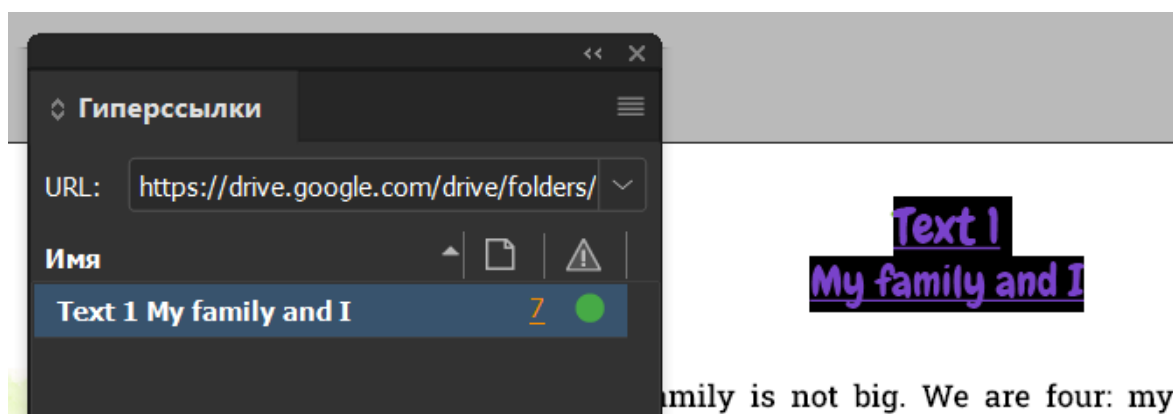 Гиперссылки
URL: https://drive.google.com/drive/folders/
Имя
Text 1 My family and I 7
Text 1
My family and I
family is not big. We are four: my